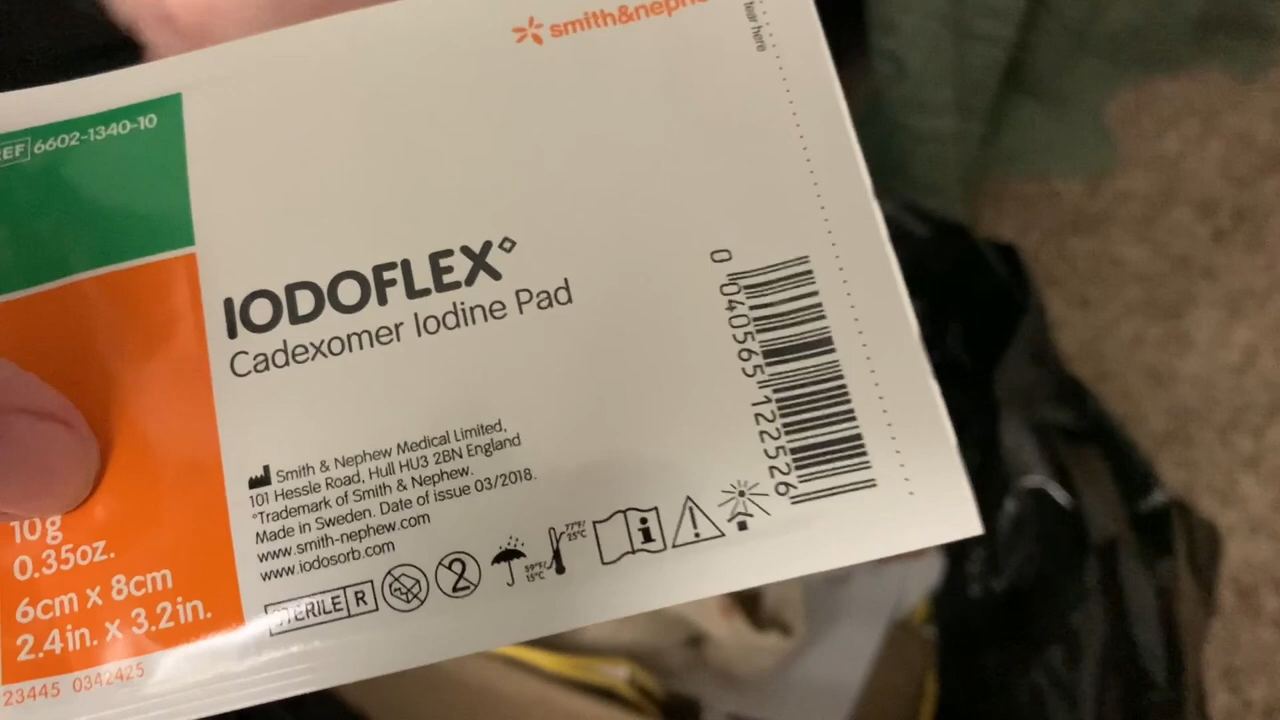 smith&neph
tear here
REF 6602-1340-10
IODOFLEX◊
Cadexomer Iodine Pad
0 040565 122526
Smith & Nephew Medical Limited,
101 Hessle Road, Hull HU3 2BN England
◊Trademark of Smith & Nephew.
Made in Sweden. Date of issue 03/2018.
www.smith-nephew.com
www.iodosorb.com
STERILE R
2
59°F/
15°C
77°F/
25°C
i
!
10g
0.35oz.
6cm x 8cm
2.4in. x 3.2in.
23445 0342425